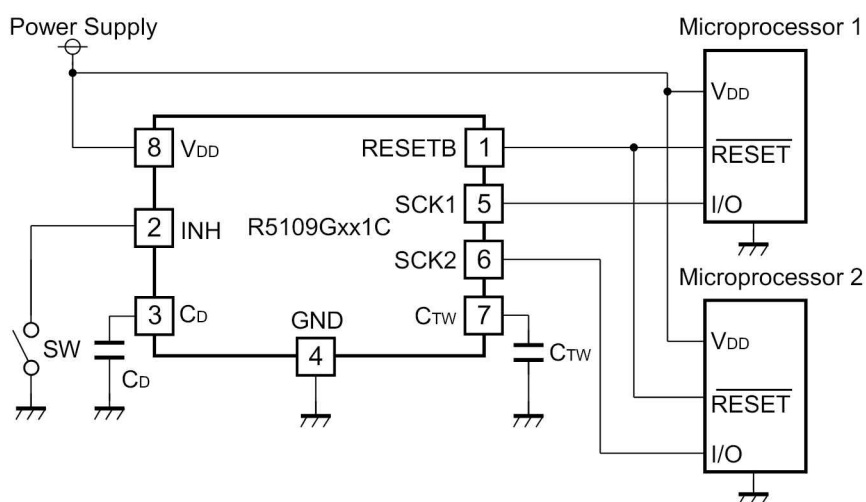 Power Supply
Microprocessor 1
VDD
RESET
I/O
8
VDD
RESETB
1
SCK1
5
2
INH
R5109Gxx1C
SCK2
6
3
CD
GND
4
CTW
7
SW
CD
CTW
Microprocessor 2
VDD
RESET
I/O